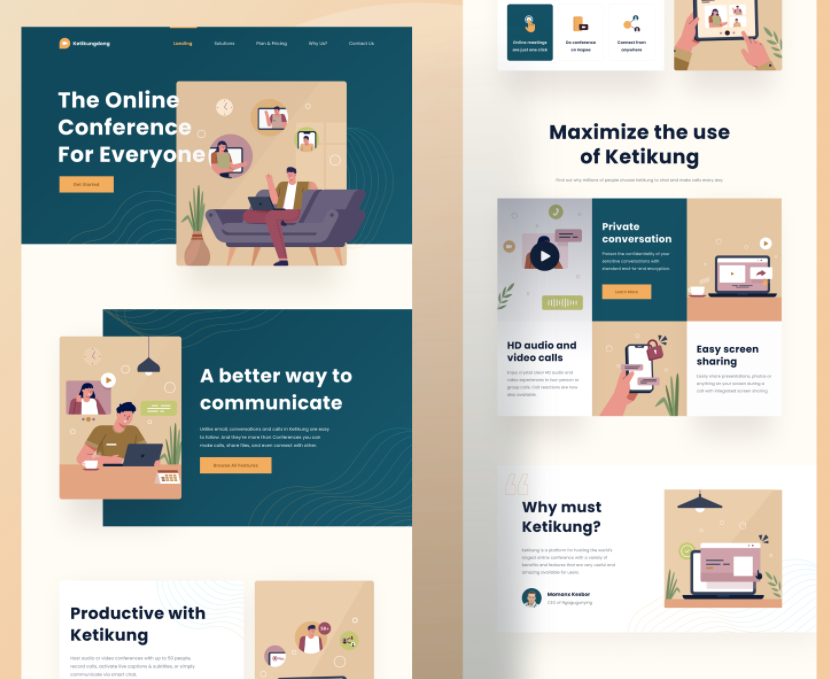 Ketikungdong
Landing
Solutions
Plan & Pricing
Why Us?
Contact Us
The Online
Conference
For Everyone
Get Started
A better way to
communicate
Unlike email, conversations and calls in Ketikung are easy
to follow. And they're more than Conferences you can
make calls, share files, and even connect with other.
Browse All Features
Productive with
Ketikung
Host audio or video conferences with up to 50 people,
record calls, activate live captions & subtitles, or simply
communicate via smart chat.
50+
Online meetings
are just one click
Do conference
Connect from
anywhere
Maximize the use
of Ketikung
Find out why millions of people choose Ketikung to chat and make calls every day.
Private
conversation
Protect the confidentiality of your
sensitive conversations with
standard end-to-end encryption.
Learn More
HD audio and
video calls
Enjoy crystal clear HD audio and
video experiences in two-person or
group calls. Call reactions are now
also available.
Easy screen
sharing
Easily share presentations, photos or
anything on your screen during a
call with integrated screen sharing.
Why must
Ketikung?
Ketikung is a platform for hosting the world's
largest online conference with a variety of
benefits and features that are very useful and
amazing available for users.
Mamans Kesbor
CEO of